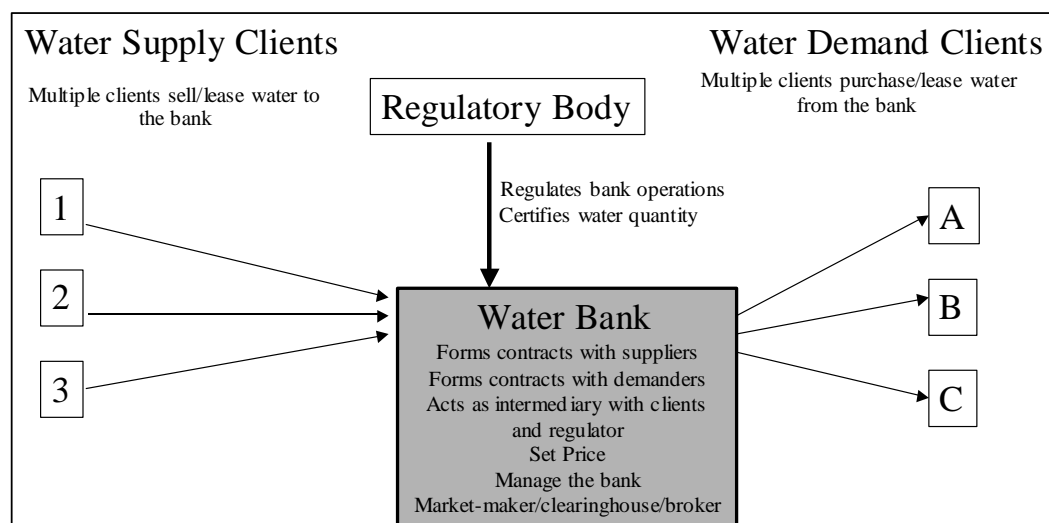 Water Supply Clients
Multiple clients sell/lease water to
the bank
Regulatory Body
Water Demand Clients
Multiple clients purchase/lease water
from the bank
Regulates bank operations
Certifies water quantity
1
2
3
Water Bank
Forms contracts with suppliers
Forms contracts with demanders
Acts as intermediary with clients
and regulator
Set Price
Manage the bank
Market-maker/clearinghouse/broker
A
B
C